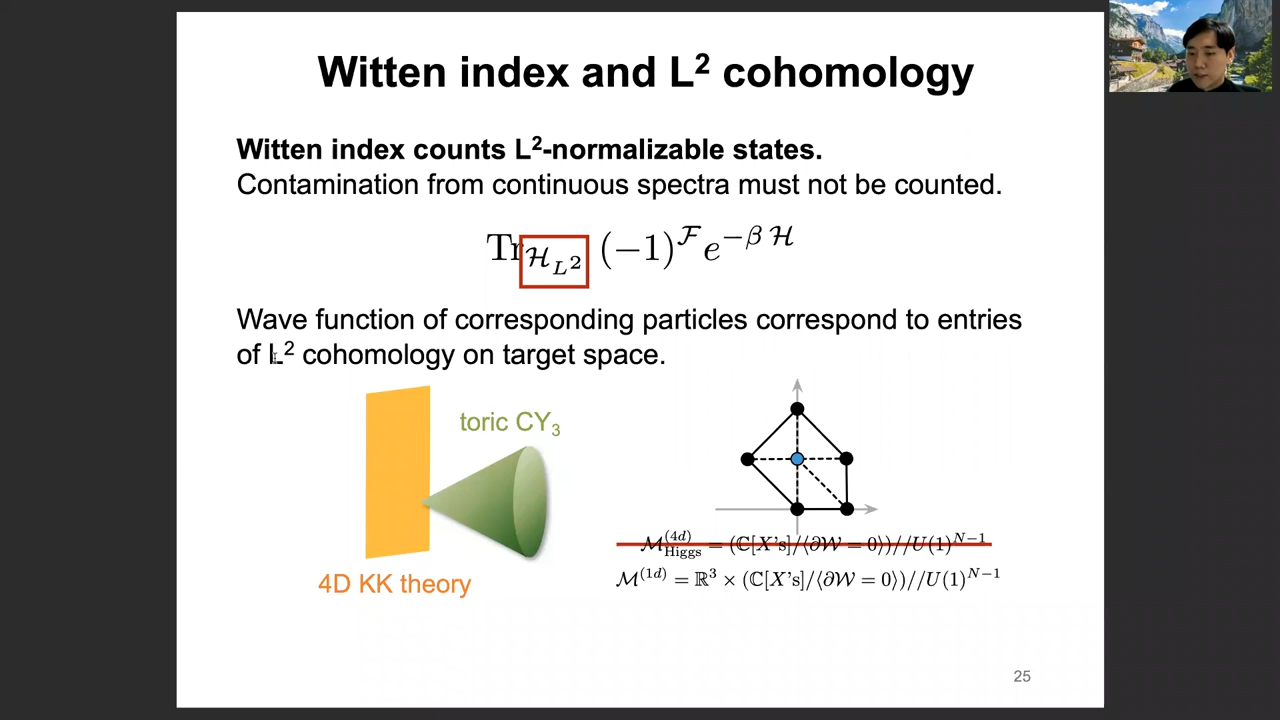 Witten index and L² cohomology
Witten index counts L²-normalizable states.
Contamination from continuous spectra must not be counted.
Tr_{ℋ_{L²}} (−1)^ℱ e^{−β ℋ}
Wave function of corresponding particles correspond to entries
of L² cohomology on target space.
toric CY₃
4D KK theory
ℳ^{(4d)}_{Higgs} = (ℂ[X's]/⟨∂𝒲 = 0⟩)//U(1)^{N−1}
ℳ^{(1d)} = ℝ³ × (ℂ[X's]/⟨∂𝒲 = 0⟩)//U(1)^{N−1}
25